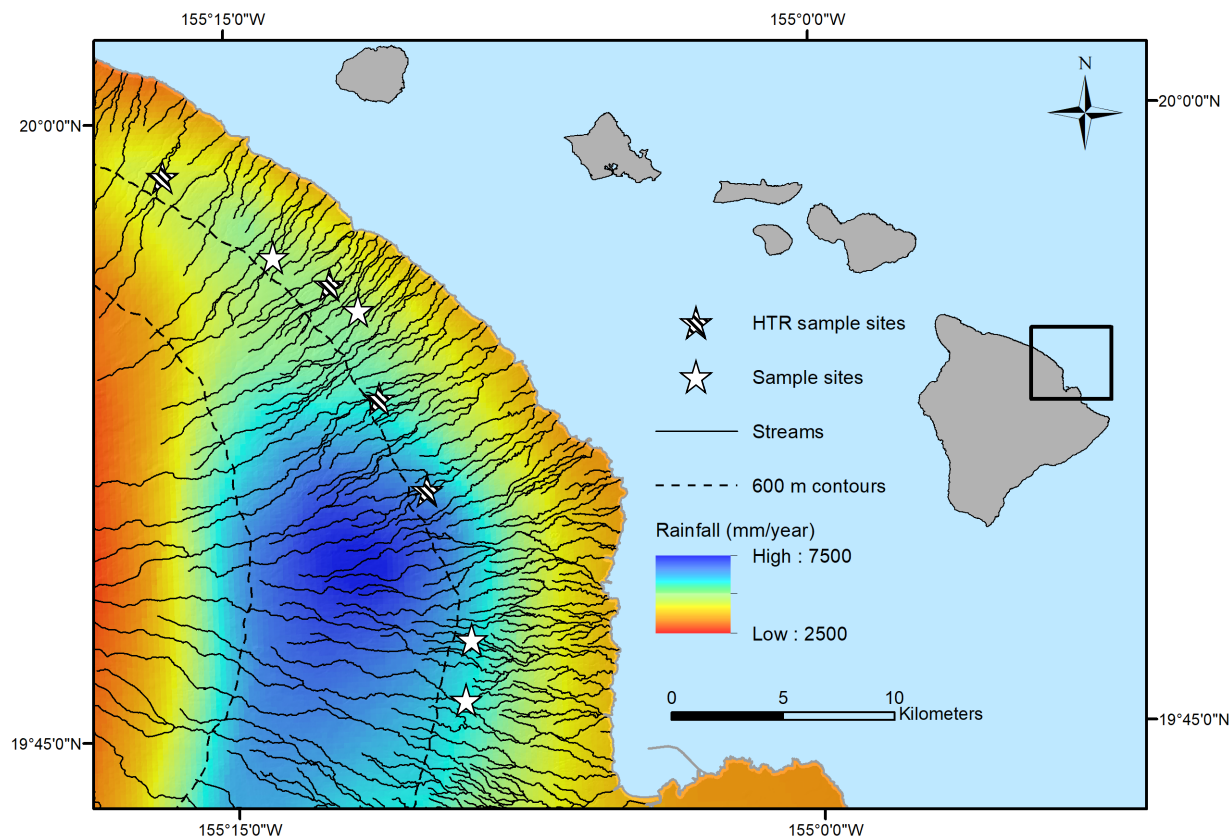 155°15'0"W
155°0'0"W
N
20°0'0"N
20°0'0"N
HTR sample sites
Sample sites
Streams
600 m contours
Rainfall (mm/year)
High : 7500
Low : 2500
0
5
10
Kilometers
19°45'0"N
19°45'0"N
155°15'0"W
155°0'0"W